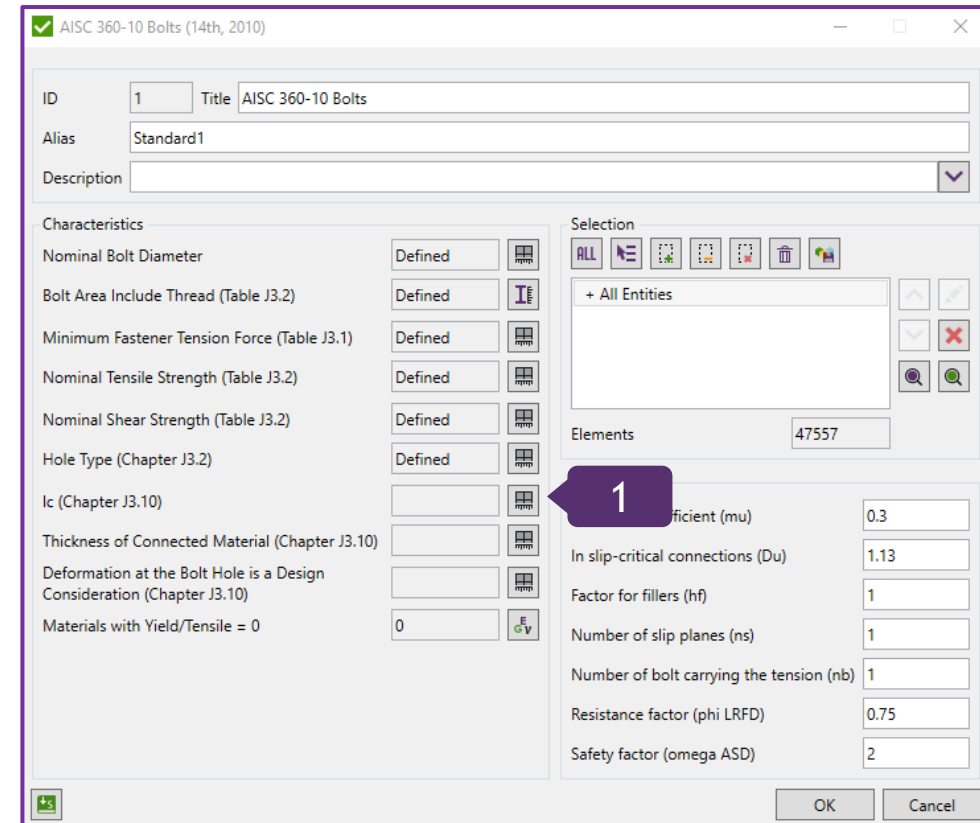 AISC 360-10 Bolts (14th, 2010)
ID 1 Title AISC 360-10 Bolts
Alias Standard1
Description
Characteristics
Nominal Bolt Diameter Defined
Bolt Area Include Thread (Table J3.2) Defined
Minimum Fastener Tension Force (Table J3.1) Defined
Nominal Tensile Strength (Table J3.2) Defined
Nominal Shear Strength (Table J3.2) Defined
Hole Type (Chapter J3.2) Defined
lc (Chapter J3.10)
1
Thickness of Connected Material (Chapter J3.10)
Deformation at the Bolt Hole is a Design
Consideration (Chapter J3.10)
Materials with Yield/Tensile = 0 0
E
G V
Selection
ALL
+ All Entities
Elements 47557
(mu) 0.3
In slip-critical connections (Du) 1.13
Factor for fillers (hf) 1
Number of slip planes (ns) 1
Number of bolt carrying the tension (nb) 1
Resistance factor (phi LRFD) 0.75
Safety factor (omega ASD) 2
OK Cancel